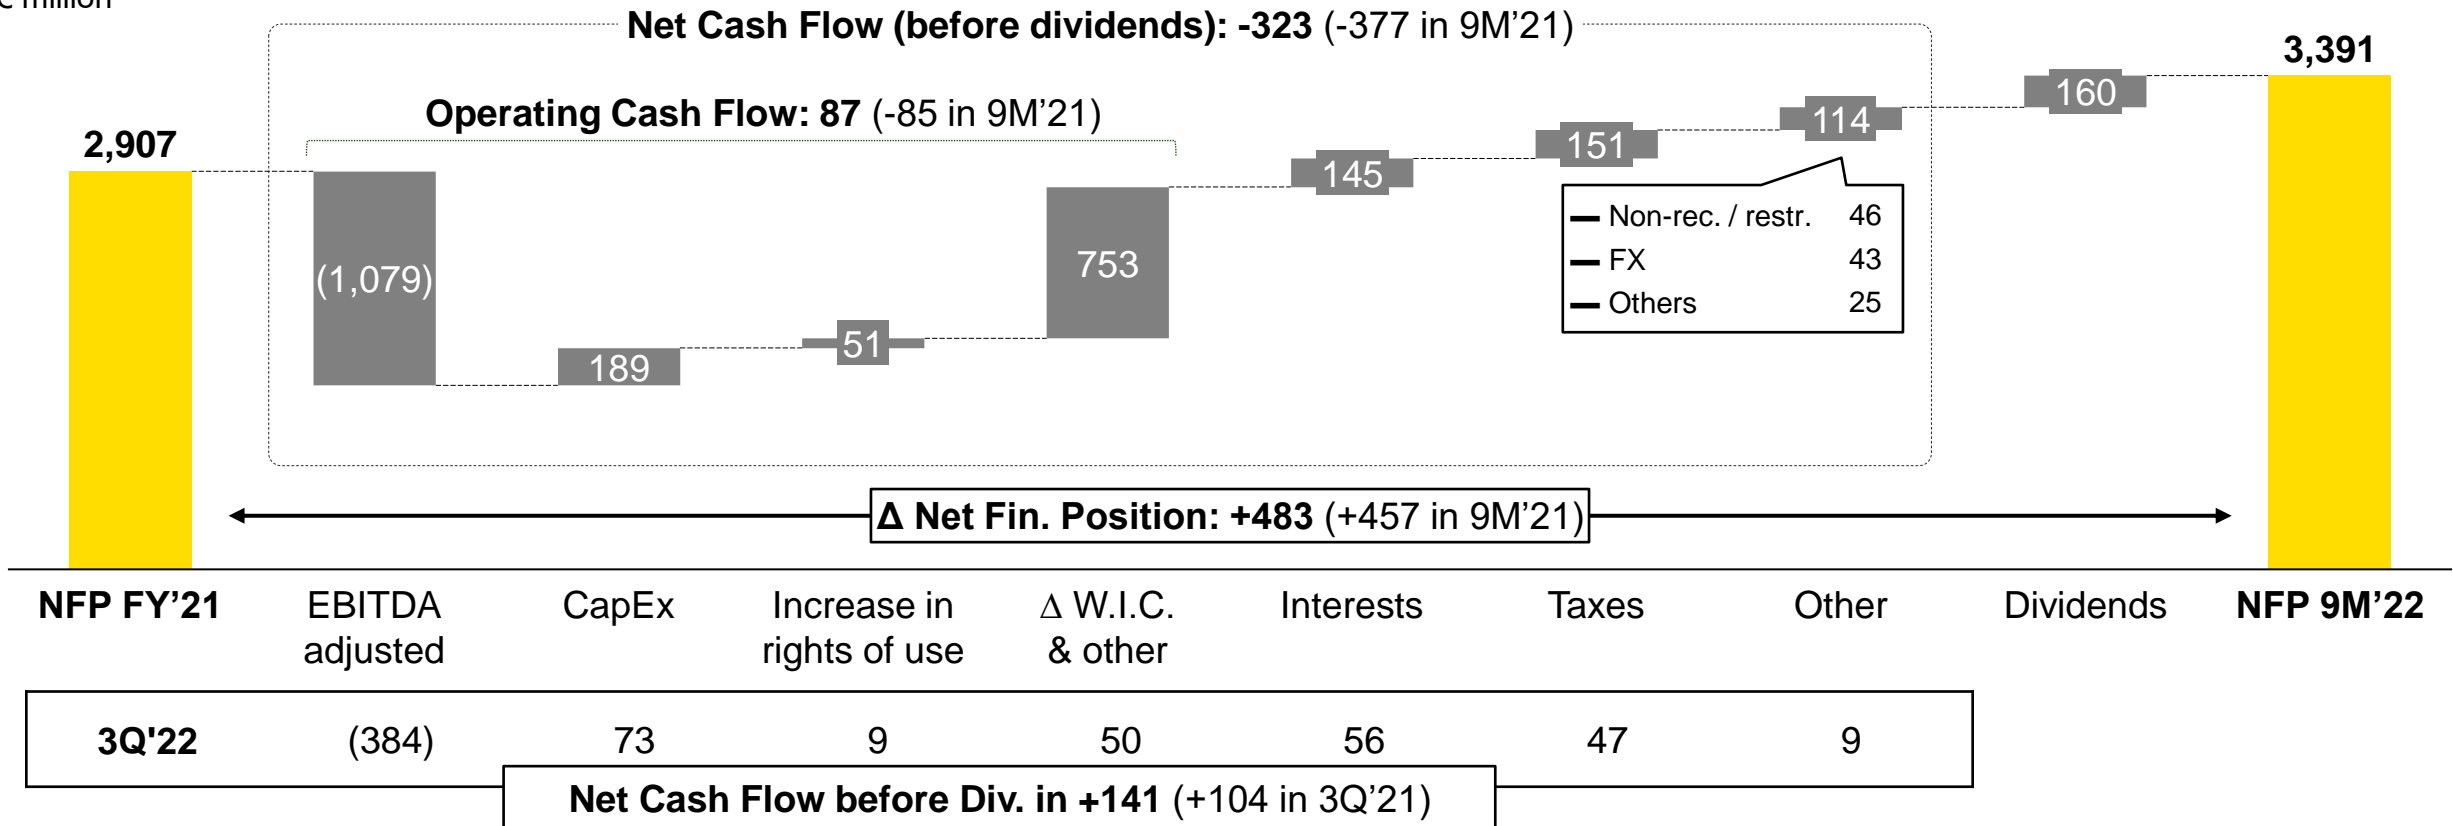 € million
Net Cash Flow (before dividends): -323 (-377 in 9M’21)
3,391
Operating Cash Flow: 87 (-85 in 9M’21)
2,907
160
114
151
145
Non-rec. / restr. 46
FX 43
Others 25
753
(1,079)
51
189
Δ Net Fin. Position: +483 (+457 in 9M’21)
NFP FY’21
EBITDA
adjusted
CapEx
Increase in
rights of use
Δ W.I.C.
& other
Interests
Taxes
Other
Dividends
NFP 9M’22
3Q'22 (384) 73 9 50 56 47 9
Net Cash Flow before Div. in +141 (+104 in 3Q’21)